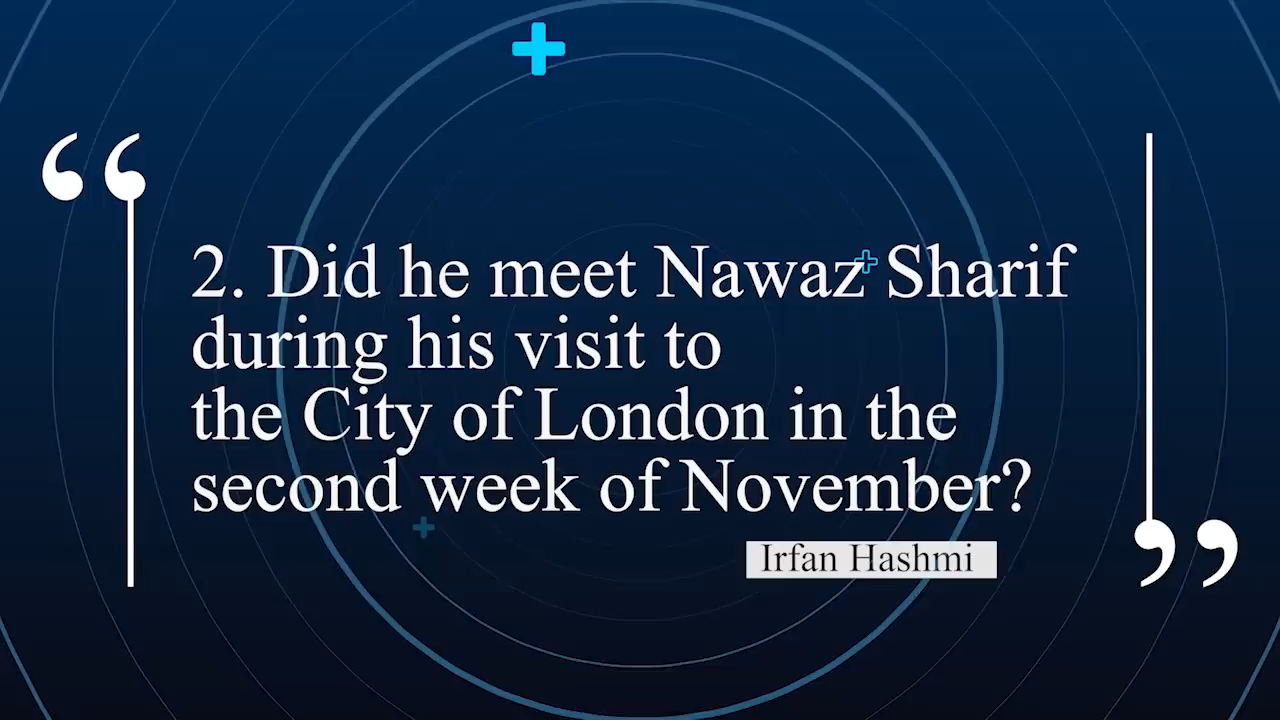 2. Did he meet Nawaz Sharif
during his visit to
the City of London in the
second week of November?
Irfan Hashmi